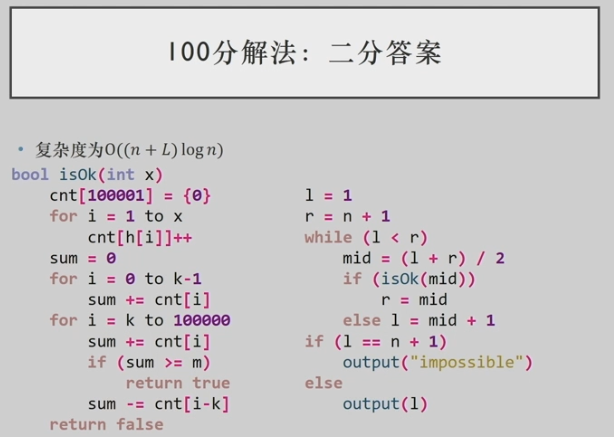 100分解法：二分答案
• 复杂度为O((n + L) log n)
bool isOk(int x)
    cnt[100001] = {0}
    for i = 1 to x
        cnt[h[i]]++
    sum = 0
    for i = 0 to k-1
        sum += cnt[i]
    for i = k to 100000
        sum += cnt[i]
        if (sum >= m)
            return true
        sum -= cnt[i-k]
    return false
l = 1
r = n + 1
while (l < r)
    mid = (l + r) / 2
    if (isOk(mid))
        r = mid
    else l = mid + 1
if (l == n + 1)
    output("impossible")
else
    output(l)